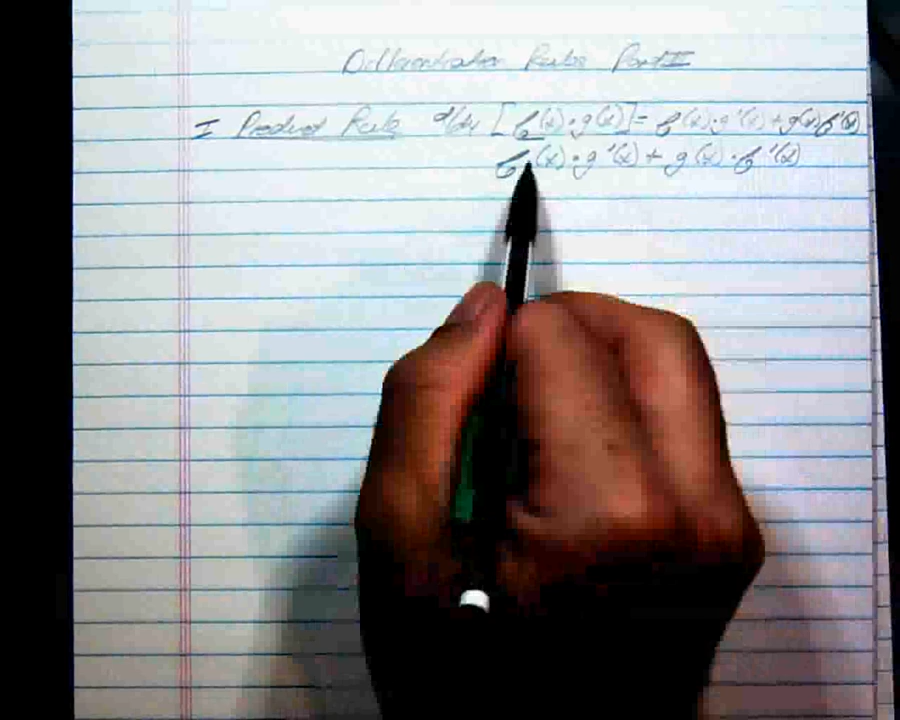 Differentiation Rules Part II
I Product Rule d/dx [f(x)·g(x)] = f(x)·g'(x)+g(x)f'(x)
f(x)·g'(x) + g(x)·f'(x)